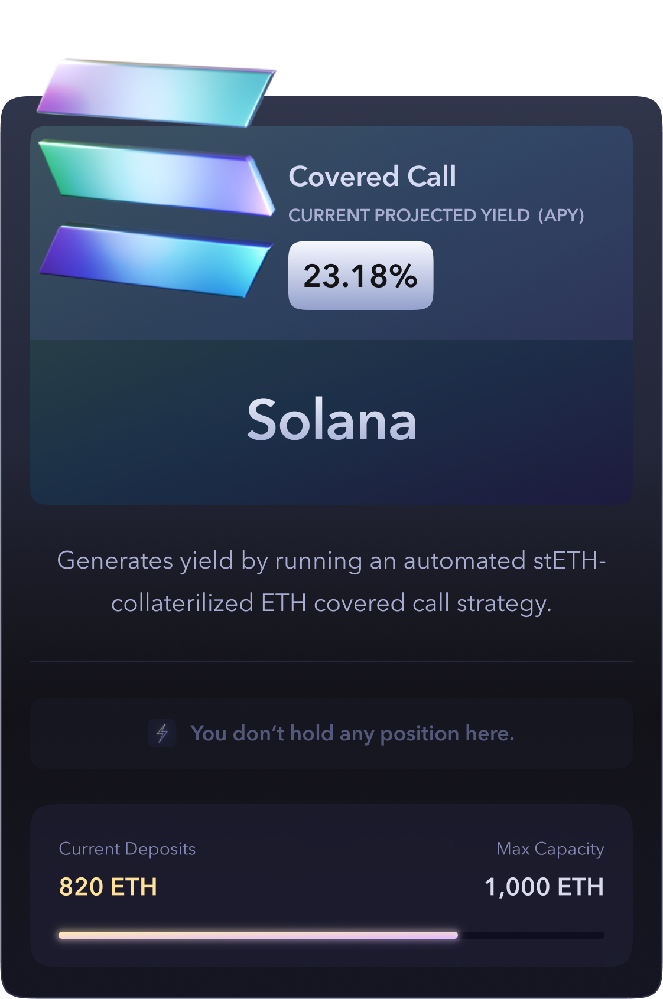 Covered Call
CURRENT PROJECTED YIELD (APY)
23.18%
Solana
Generates yield by running an automated stETH-
collaterilized ETH covered call strategy.
You don’t hold any position here.
Current Deposits
Max Capacity
820 ETH
1,000 ETH